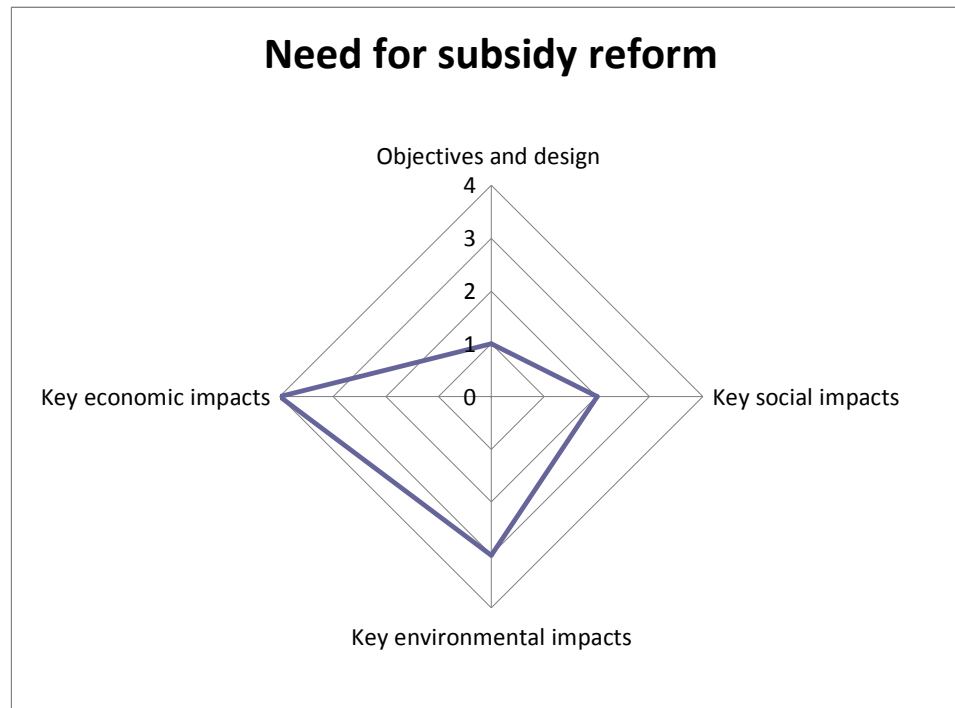 Need for subsidy reform
Objectives and design
4
3
2
1
Key economic impacts
0
Key social impacts
Key environmental impacts